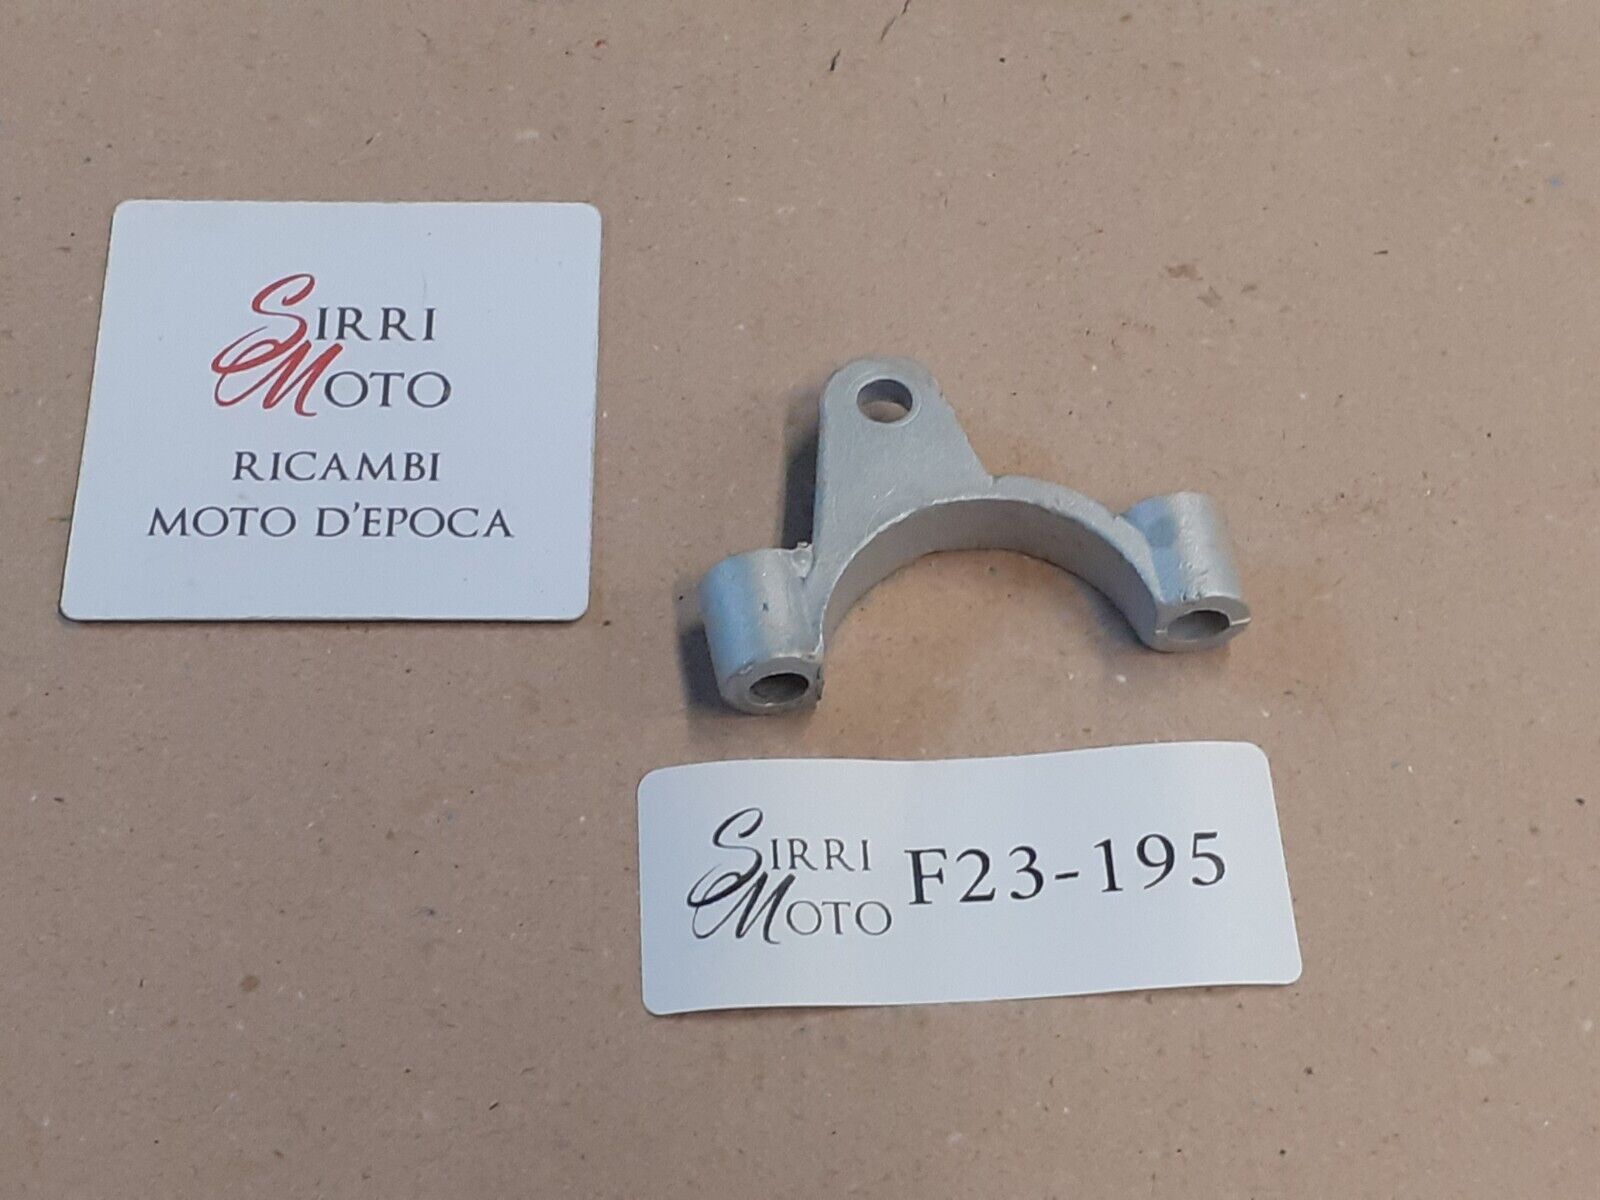 SIRRI
MOTO
RICAMBI
MOTO D'EPOCA
SIRRI
MOTO
F23-195